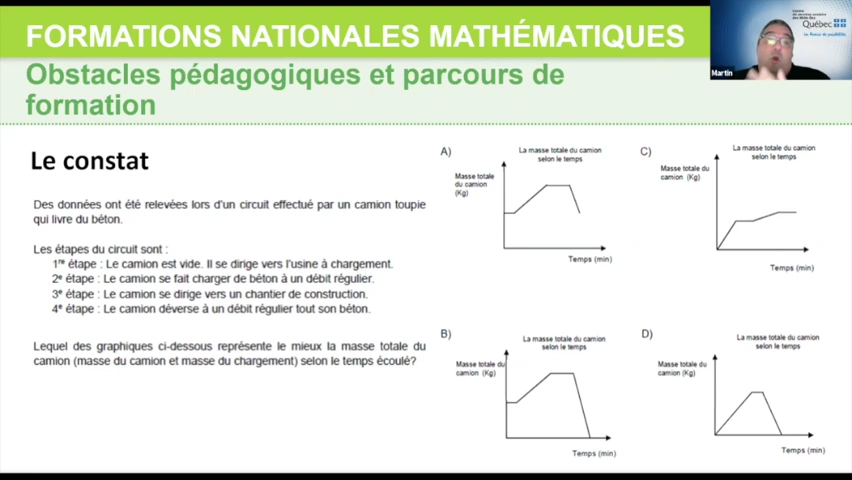 FORMATIONS NATIONALES MATHÉMATIQUES
Obstacles pédagogiques et parcours de
formation
Québec
Martin
Le constat
Des données ont été relevées lors d'un circuit effectué par un camion toupie
qui livre du béton.
Les étapes du circuit sont :
1re étape : Le camion est vide. Il se dirige vers l'usine à chargement.
2e étape : Le camion se fait charger de béton à un débit régulier.
3e étape : Le camion se dirige vers un chantier de construction.
4e étape : Le camion déverse à un débit régulier tout son béton.
Lequel des graphiques ci-dessous représente le mieux la masse totale du
camion (masse du camion et masse du chargement) selon le temps écoulé?
A)
La masse totale du camion
selon le temps
Masse totale
du camion
(Kg)
Temps (min)
C)
La masse totale du camion
selon le temps
Masse totale du
camion (Kg)
Temps (min)
B)
La masse totale du camion
selon le temps
Masse totale du
camion (Kg)
Temps (min)
D)
La masse totale du camion
selon le temps
Masse totale du
camion (Kg)
Temps (min)